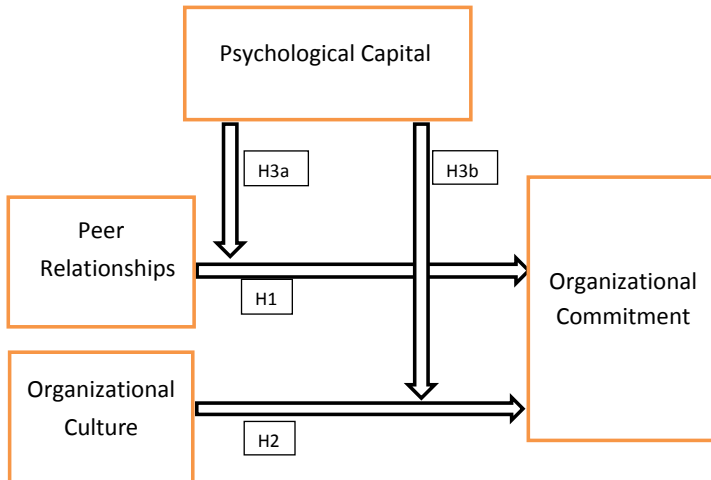 Psychological Capital
H3a
H3b
Peer
Relationships
H1
Organizational
Commitment
Organizational
Culture
H2